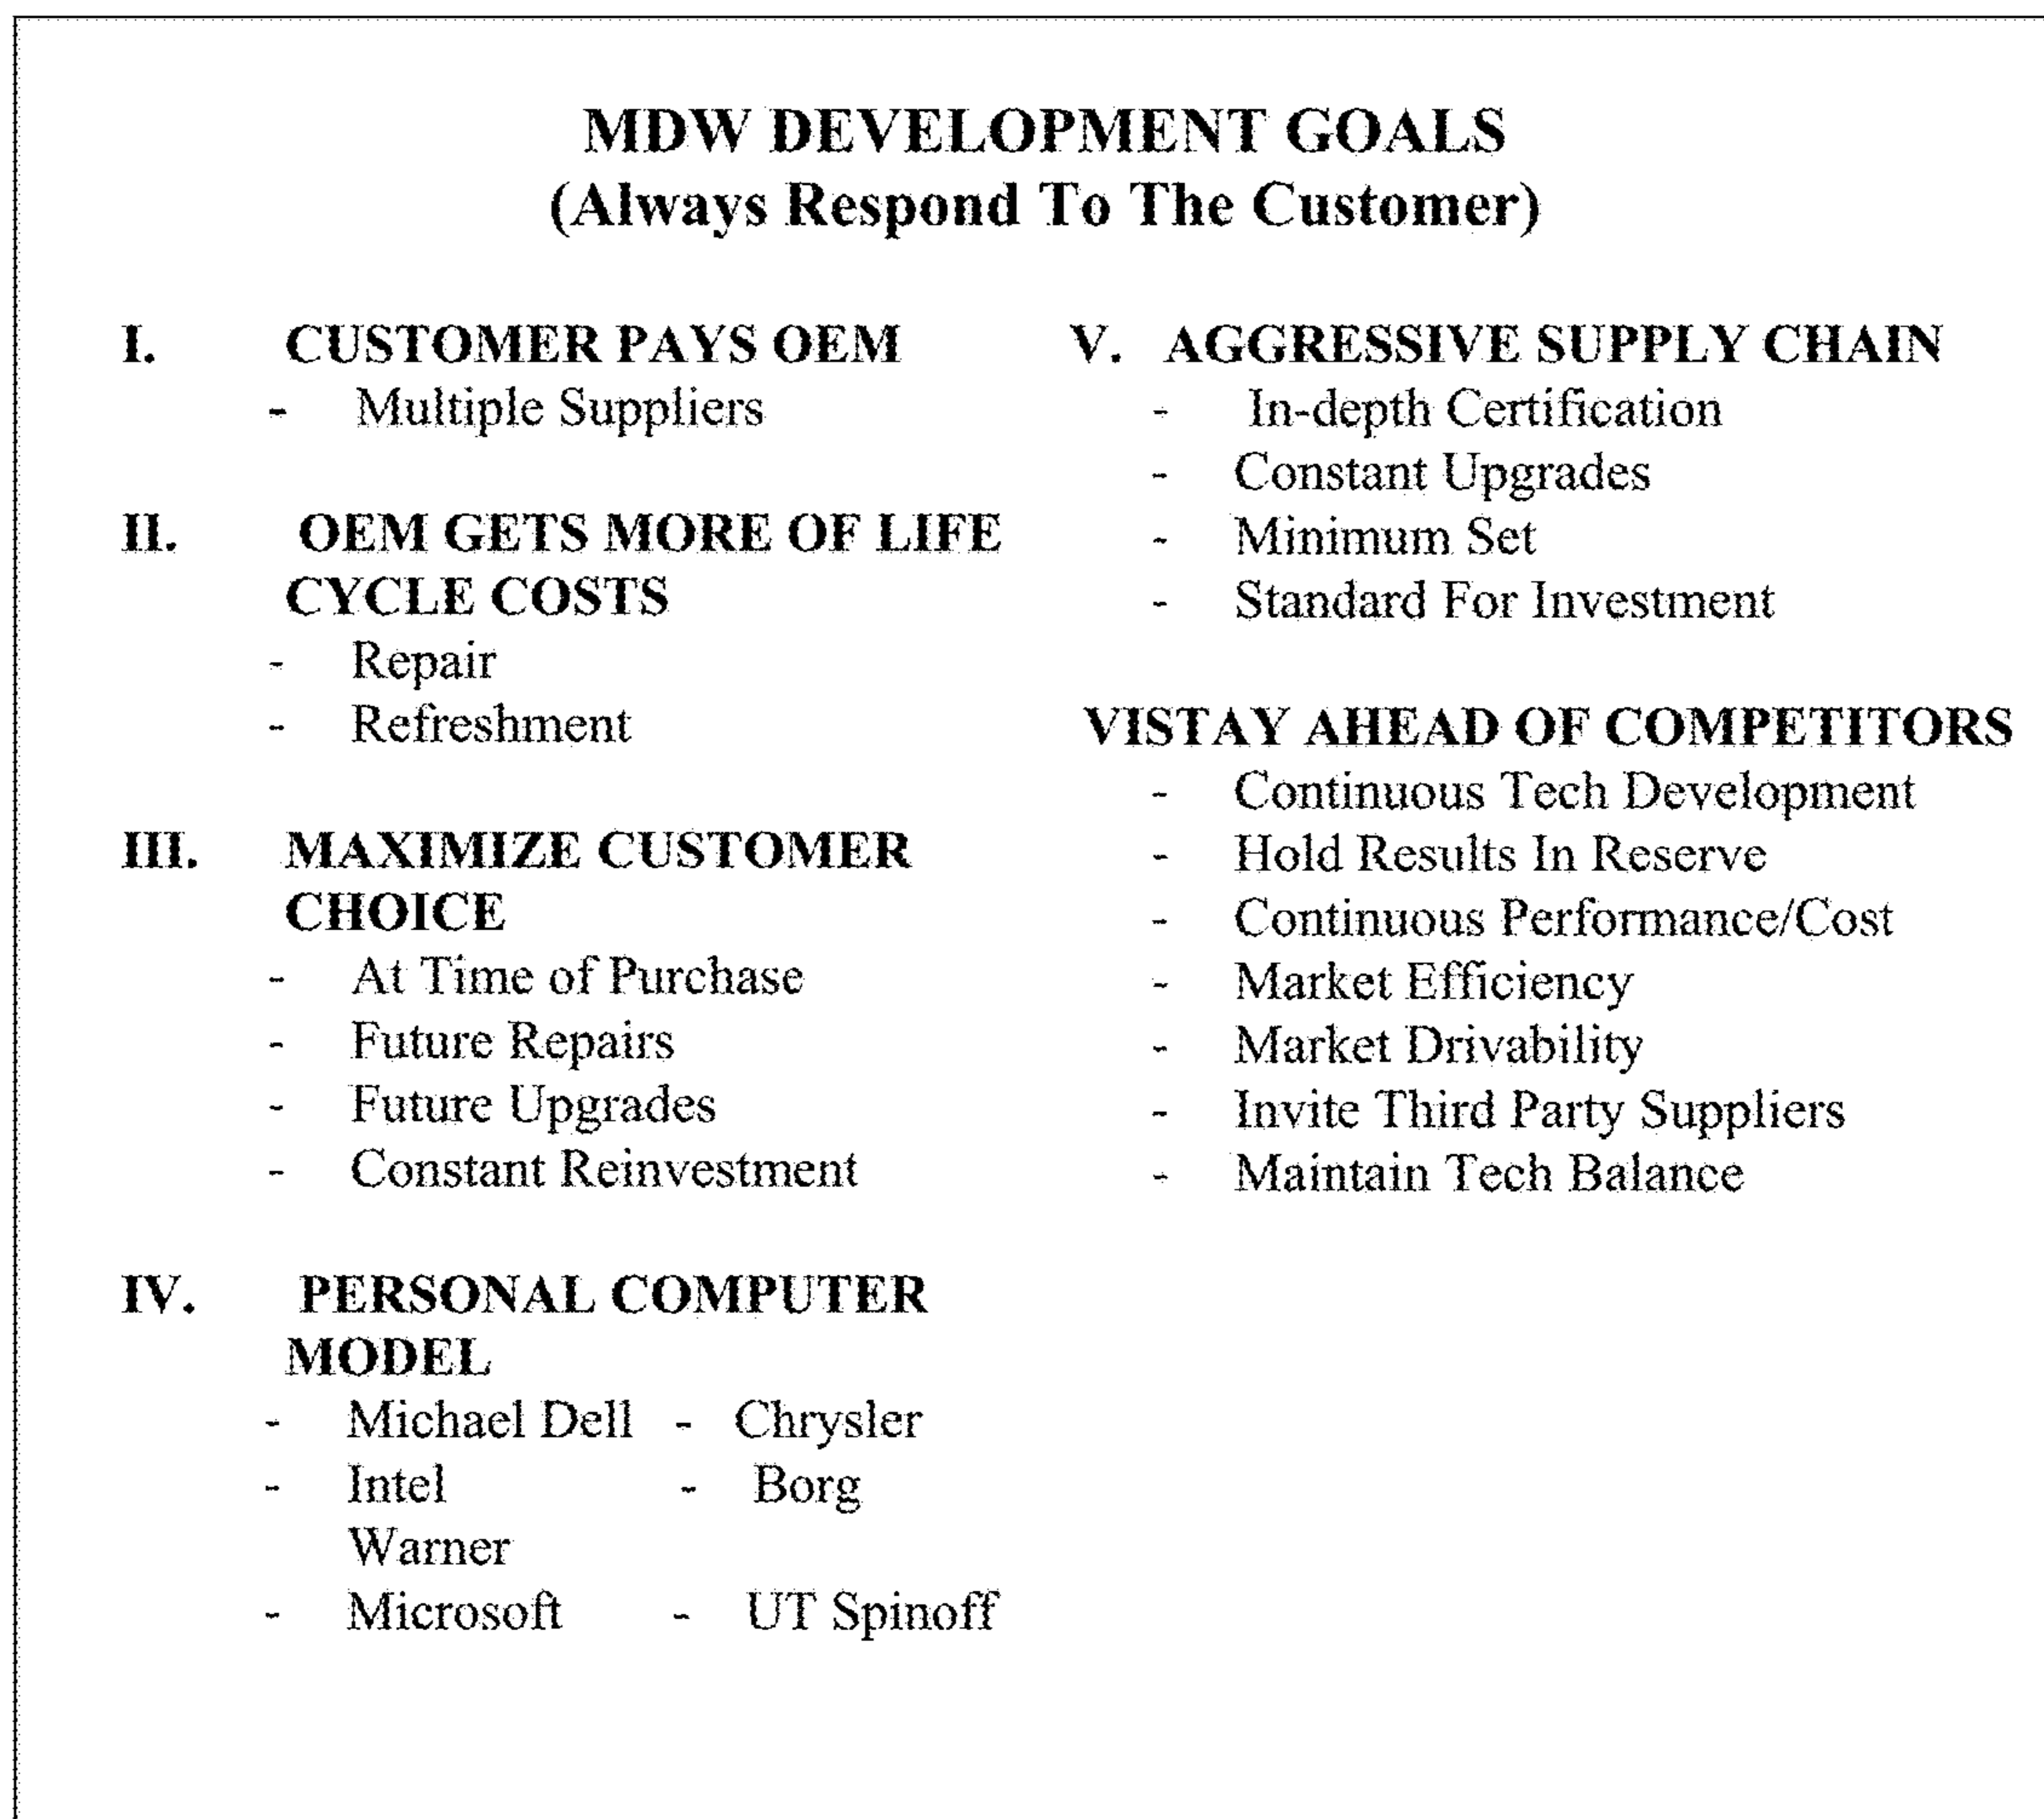 MDW DEVELOPMENT GOALS
(Always Respond To The Customer)
I. CUSTOMER PAYS OEM
- Multiple Suppliers
II. OEM GETS MORE OF LIFE
CYCLE COSTS
- Repair
- Refreshment
III. MAXIMIZE CUSTOMER
CHOICE
- At Time of Purchase
- Future Repairs
- Future Upgrades
- Constant Reinvestment
IV. PERSONAL COMPUTER
MODEL
- Michael Dell - Chrysler
- Intel - Borg
Warner
- Microsoft - UT Spinoff
V. AGGRESSIVE SUPPLY CHAIN
- In-depth Certification
- Constant Upgrades
- Minimum Set
- Standard For Investment
VISTAY AHEAD OF COMPETITORS
- Continuous Tech Development
- Hold Results In Reserve
- Continuous Performance/Cost
- Market Efficiency
- Market Drivability
- Invite Third Party Suppliers
- Maintain Tech Balance